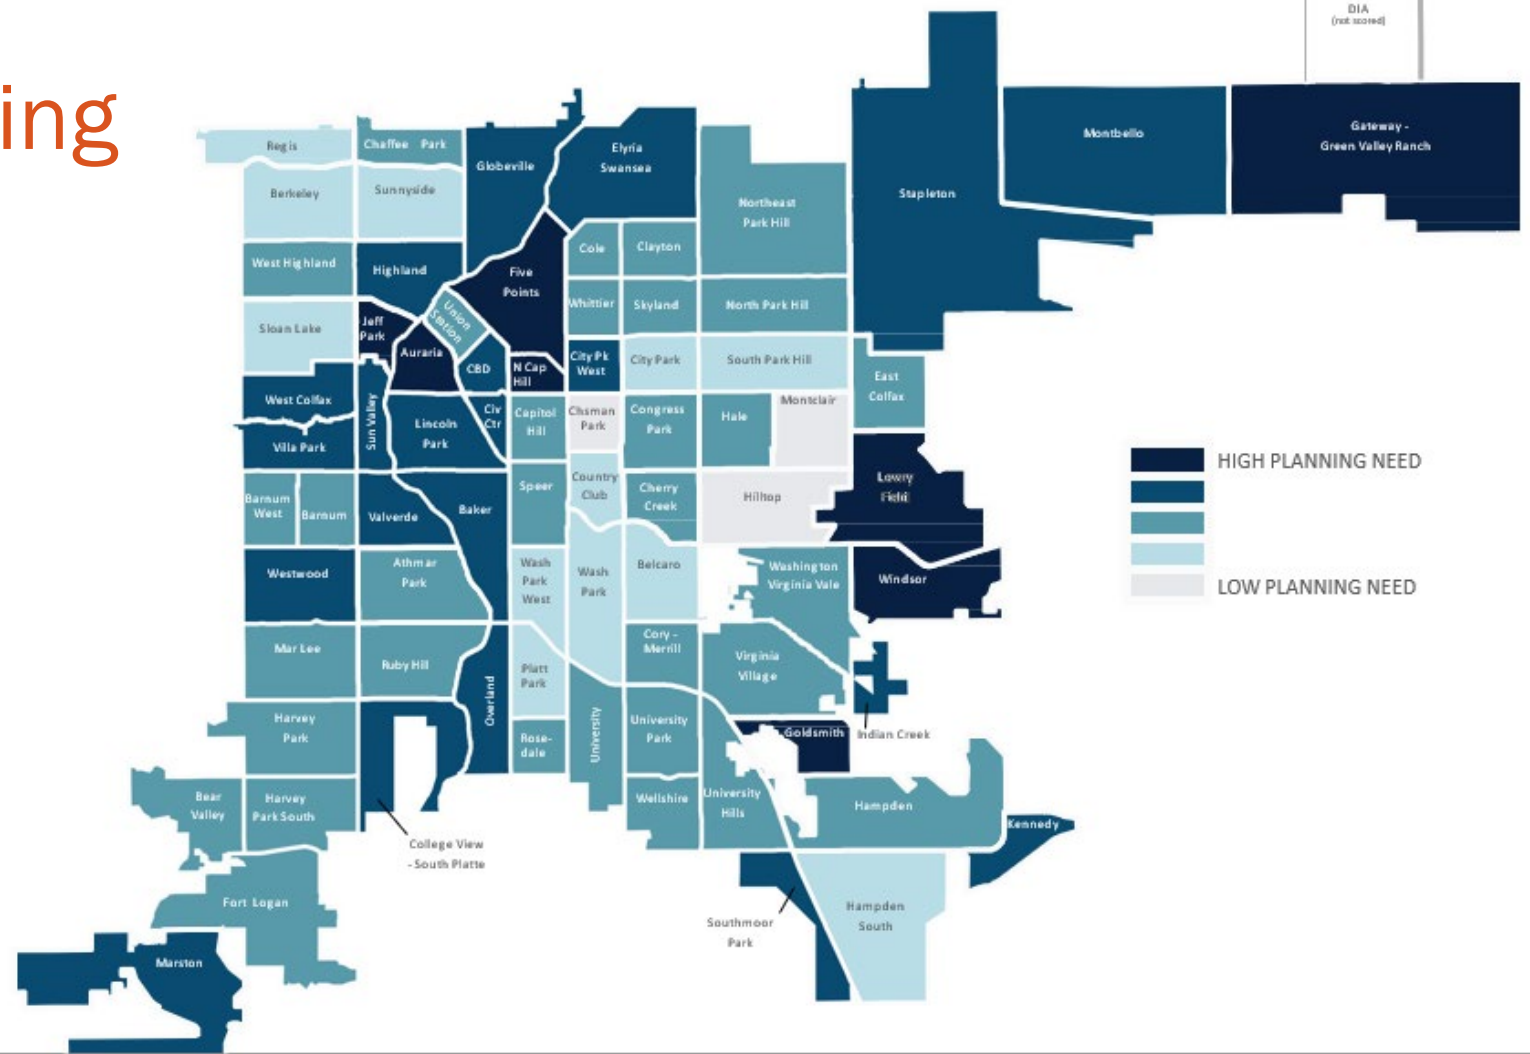 ing
DIA
(not scored)
Regis
Chaffee Park
Globeville
Elyria
Swansea
Montbello
Gateway -
Green Valley Ranch
Berkeley
Sunnyside
Stapleton
Northeast
Park Hill
West Highland
Highland
Five
Points
Cole
Clayton
Sloan Lake
Jeff
Park
Union
Station
Whittier
Skyland
North Park Hill
Auraria
CBD
N Cap
Hill
City Pk
West
City Park
South Park Hill
East
Colfax
West Colfax
Sun Valley
Lincoln
Park
Civ
Ctr
Capitol
Hill
Chsman
Park
Congress
Park
Hale
Montclair
Villa Park
HIGH PLANNING NEED
LOW PLANNING NEED
Barnum
West
Barnum
Valverde
Baker
Speer
Country
Club
Cherry
Creek
Hilltop
Lowry
Field
Westwood
Athmar
Park
Wash
Park
West
Wash
Park
Belcaro
Washington
Virginia Vale
Windsor
Mar Lee
Ruby Hill
Overland
Platt
Park
Cory -
Merrill
Virginia
Village
Indian Creek
Harvey
Park
Rose-
dale
University
University
Park
Goldsmith
Bear
Valley
Harvey
Park South
Wellshire
University
Hills
Hampden
Kennedy
College View
- South Platte
Fort Logan
Southmoor
Park
Hampden
South
Marston